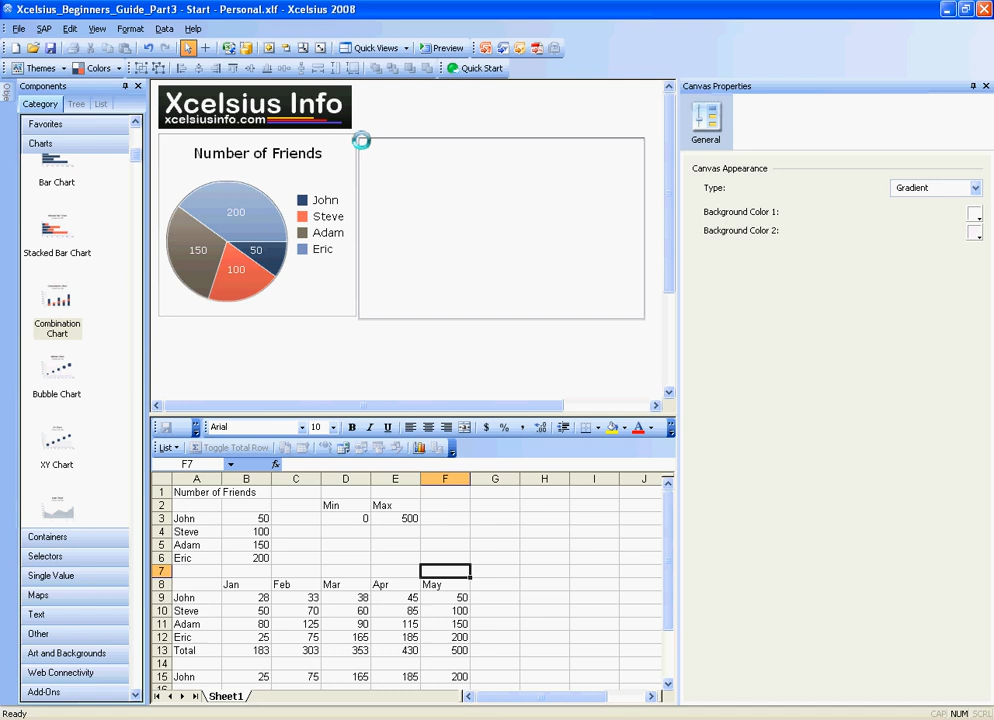 Xcelsius_Beginners_Guide_Part3 - Start - Personal.xlf - Xcelsius 2008
File SAP Edit View Format Data Help
Quick Views Preview
Themes Colors Quick Start
Components
Category Tree List
Favorites
Charts
Bar Chart
Stacked Bar Chart
Combination
Chart
Bubble Chart
XY Chart
Containers
Selectors
Single Value
Maps
Text
Other
Art and Backgrounds
Web Connectivity
Add-Ons
Xcelsius Info
xcelsiusinfo.com
Number of Friends
200
150
50
100
John
Steve
Adam
Eric
Canvas Properties
General
Canvas Appearance
Type: Gradient
Background Color 1:
Background Color 2:
Arial 10 B I U $ % ,
List Toggle Total Row
F7 fx
A B C D E F G H I J
1 Number of Friends
2 Min Max
3 John 50 0 500
4 Steve 100
5 Adam 150
6 Eric 200
7
8 Jan Feb Mar Apr May
9 John 28 33 38 45 50
10 Steve 50 70 60 85 100
11 Adam 80 125 90 115 150
12 Eric 25 75 165 185 200
13 Total 183 303 353 430 500
14
15 John 25 75 165 185 200
Sheet1
Ready CAP NUM SCRL